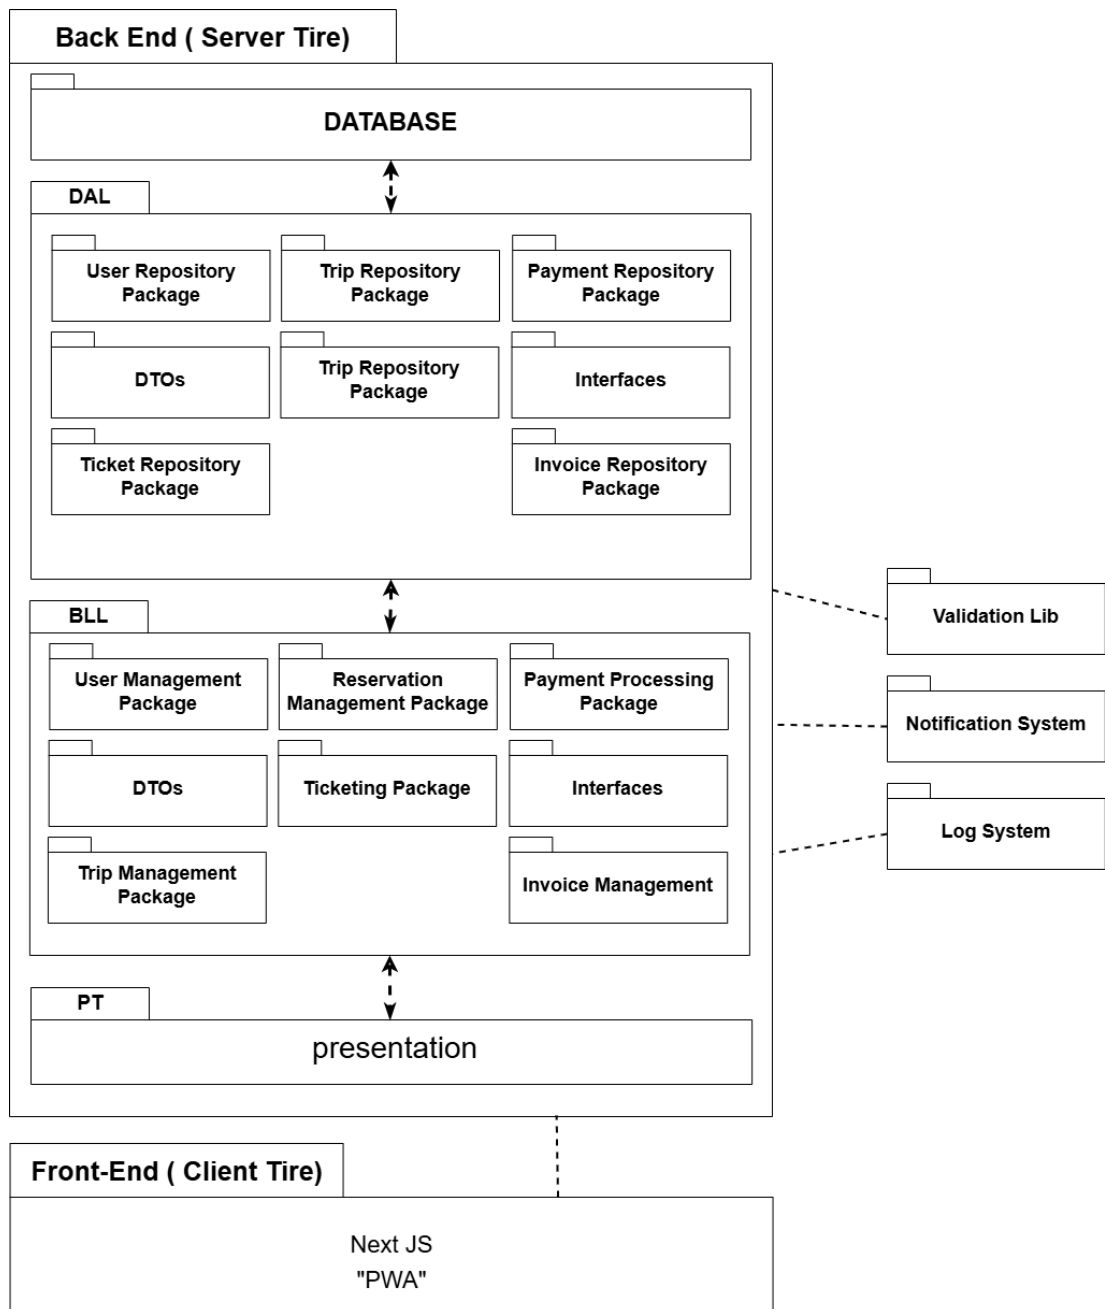 Back End ( Server Tire)
DATABASE
DAL
User Repository
Package
Trip Repository
Package
Payment Repository
Package
DTOs
Trip Repository
Package
Interfaces
Ticket Repository
Package
Invoice Repository
Package
BLL
User Management
Package
Reservation
Management Package
Payment Processing
Package
DTOs
Ticketing Package
Interfaces
Trip Management
Package
Invoice Management
PT
presentation
Validation Lib
Notification System
Log System
Front-End ( Client Tire)
Next JS
"PWA"